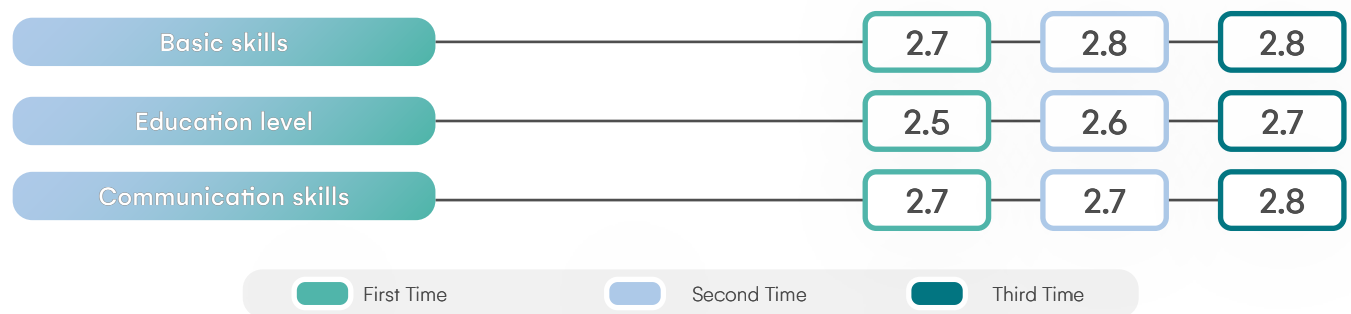 Basic skills 2.7 2.8 2.8
Education level 2.5 2.6 2.7
Communication skills 2.7 2.7 2.8
First Time Second Time Third Time